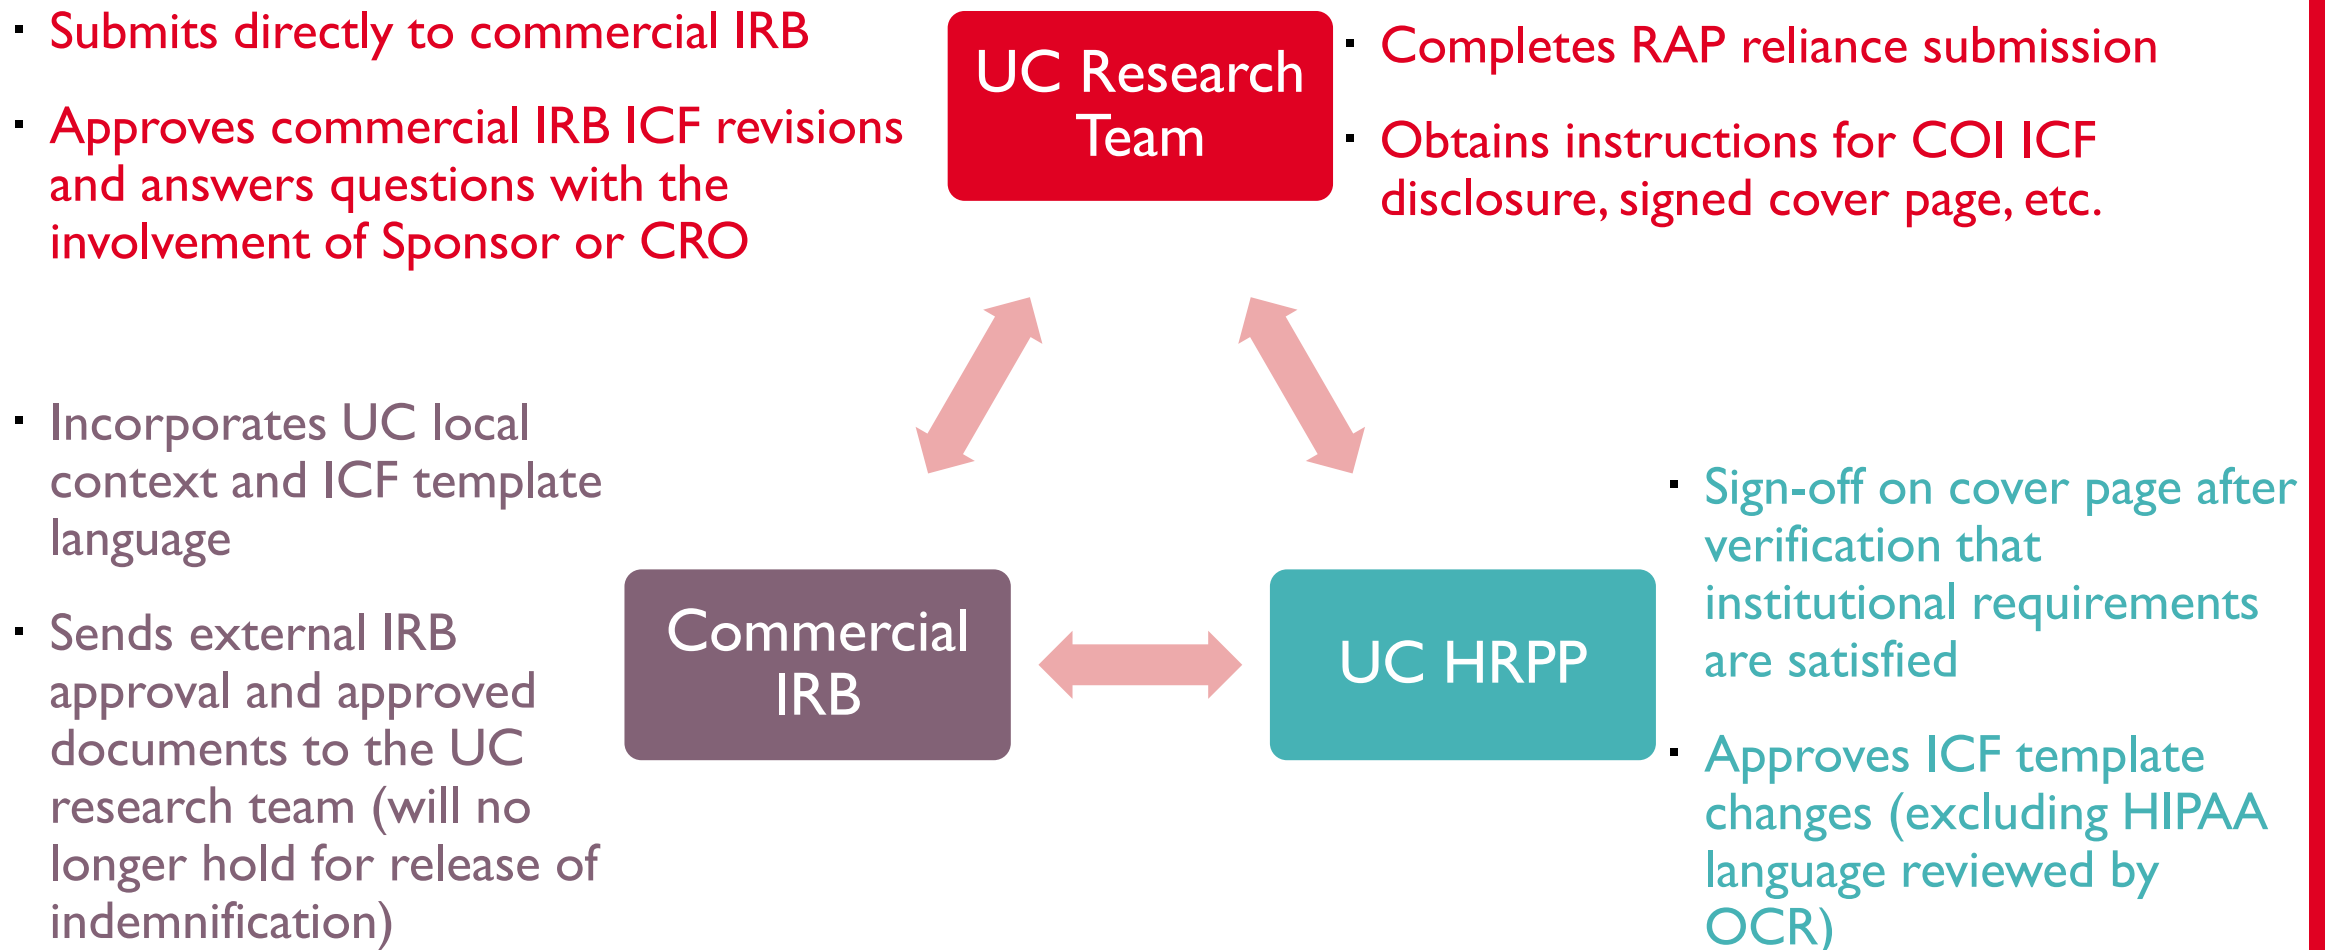 ▪ Submits directly to commercial IRB
▪ Approves commercial IRB ICF revisions
and answers questions with the
involvement of Sponsor or CRO
UC Research
Team
▪ Completes RAP reliance submission
▪ Obtains instructions for COI ICF
disclosure, signed cover page, etc.
▪ Incorporates UC local
context and ICF template
language
▪ Sends external IRB
approval and approved
documents to the UC
research team (will no
longer hold for release of
indemnification)
Commercial
IRB
UC HRPP
▪ Sign-off on cover page after
verification that
institutional requirements
are satisfied
▪ Approves ICF template
changes (excluding HIPAA
language reviewed by
OCR)